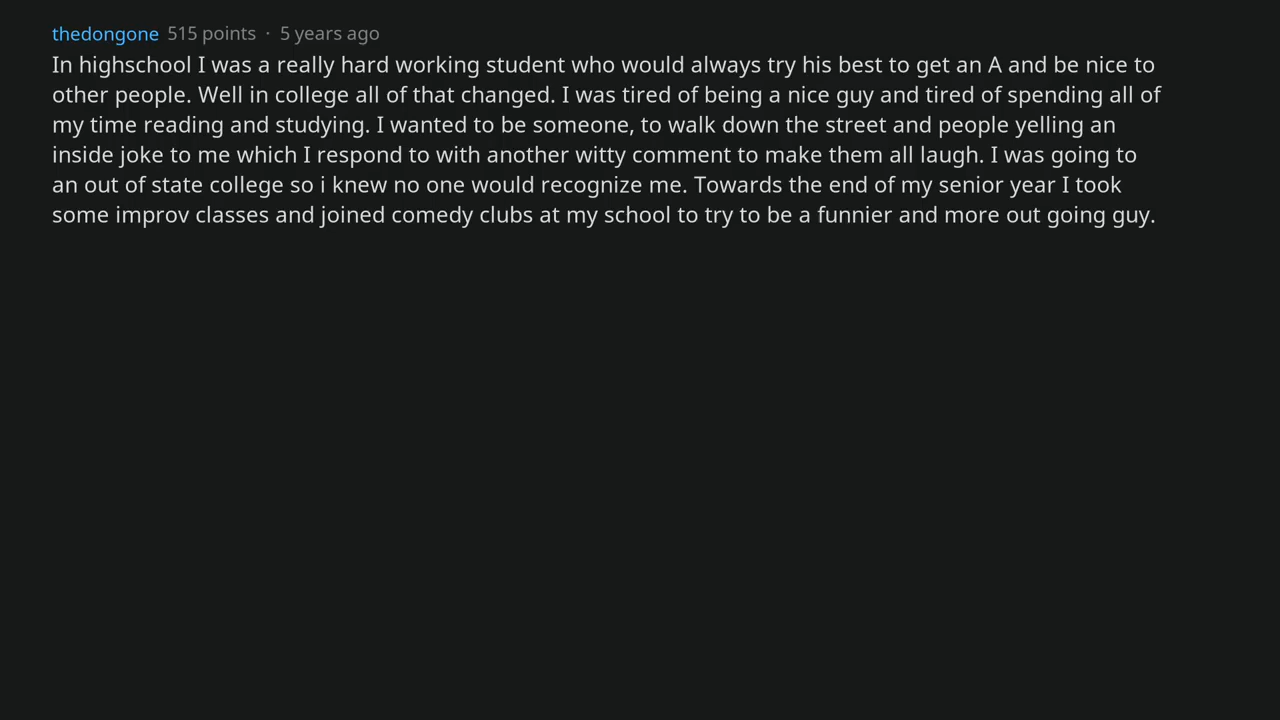 thedongone 515 points · 5 years ago
In highschool I was a really hard working student who would always try his best to get an A and be nice to
other people. Well in college all of that changed. I was tired of being a nice guy and tired of spending all of
my time reading and studying. I wanted to be someone, to walk down the street and people yelling an
inside joke to me which I respond to with another witty comment to make them all laugh. I was going to
an out of state college so i knew no one would recognize me. Towards the end of my senior year I took
some improv classes and joined comedy clubs at my school to try to be a funnier and more out going guy.